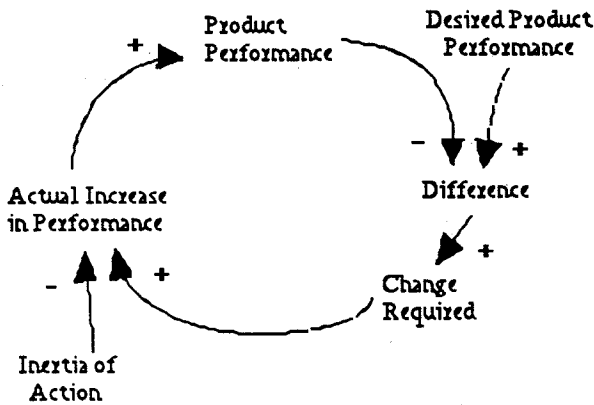 Product
Performance
Desired Product
Performance
+
-
+
Difference
Actual Increase
in Performance
+
-
+
Change
Required
Inertia of
Action